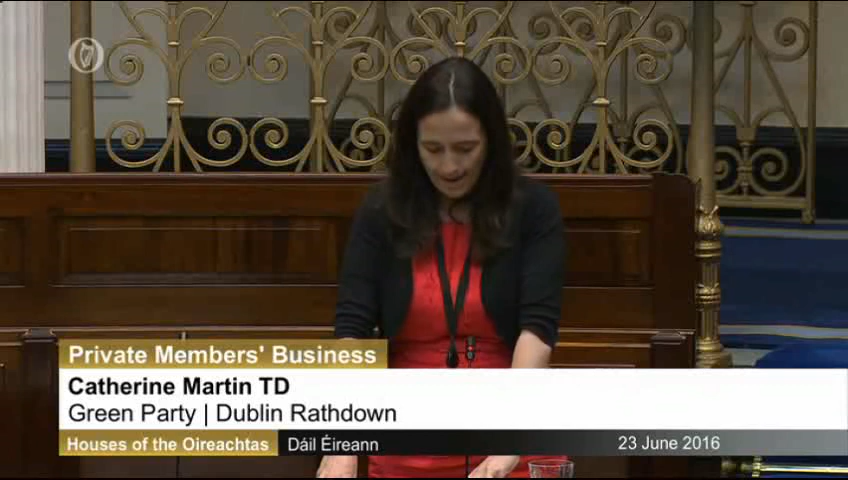 Private Members' Business
Catherine Martin TD
Green Party | Dublin Rathdown
Houses of the Oireachtas Dáil Éireann 23 June 2016